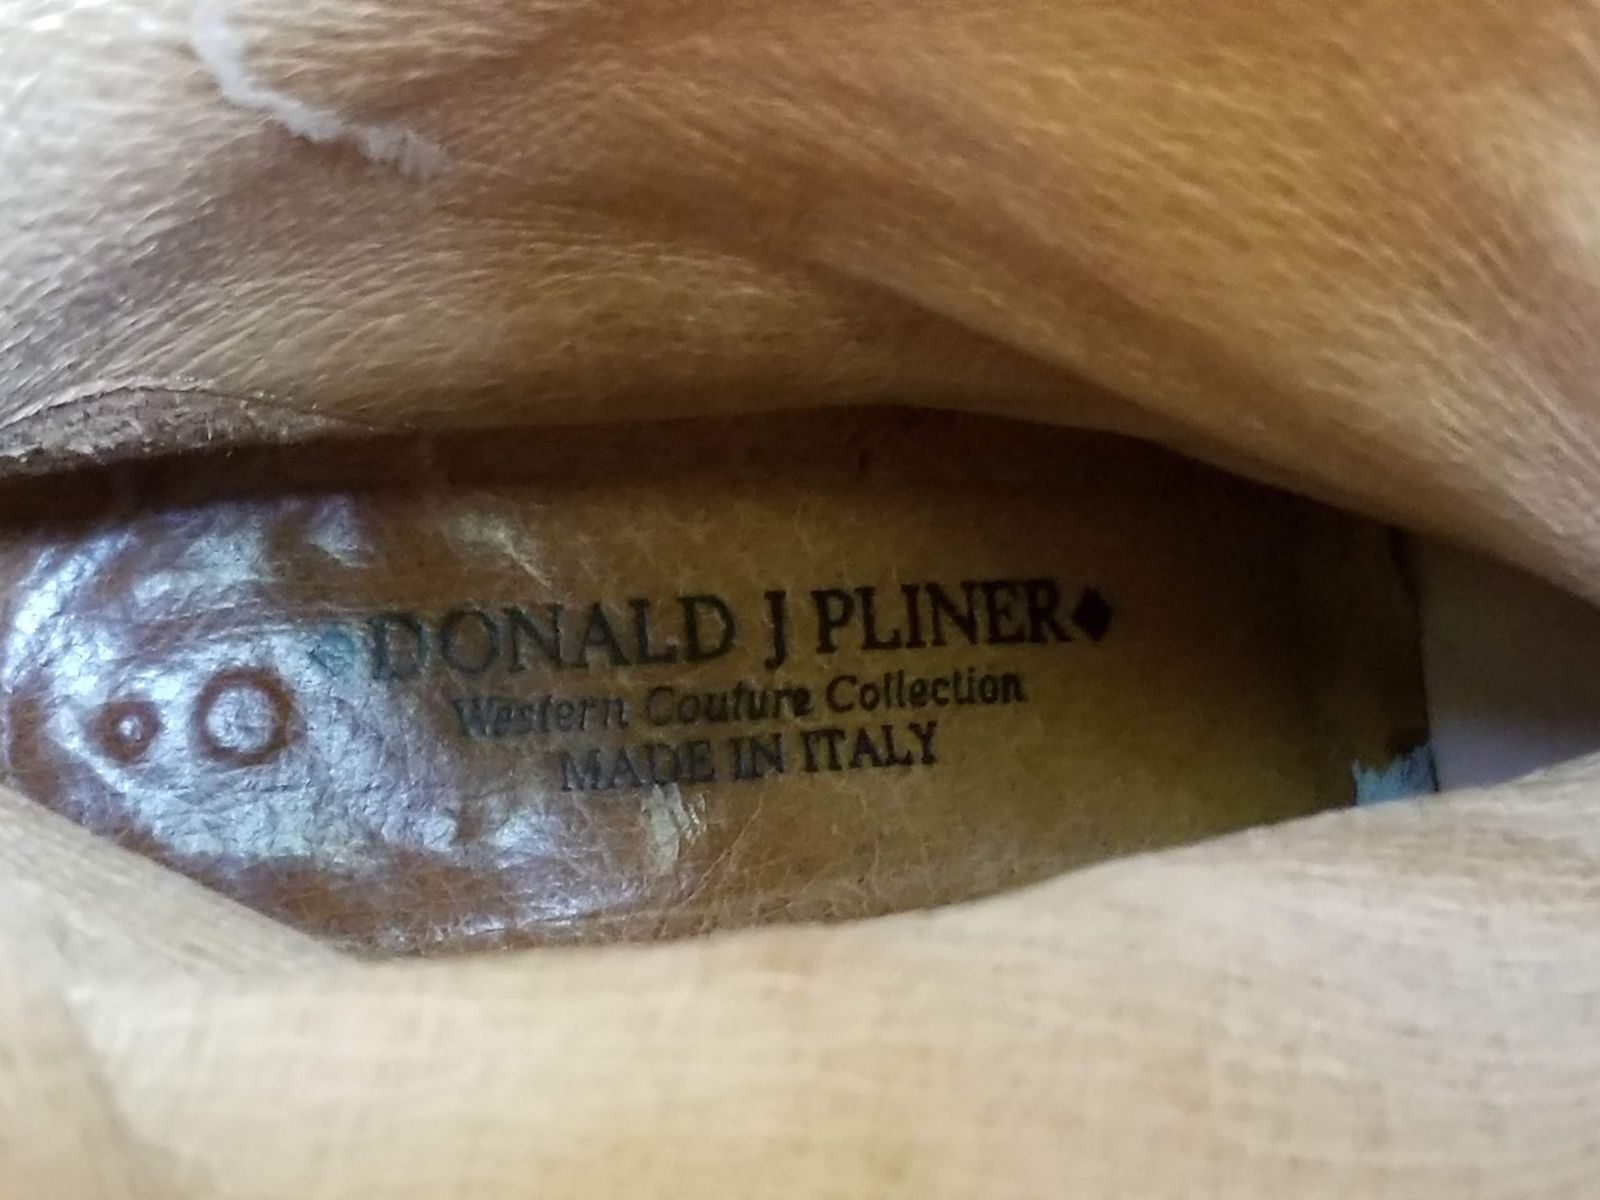 ◆DONALD J PLINER◆
Western Couture Collection
MADE IN ITALY